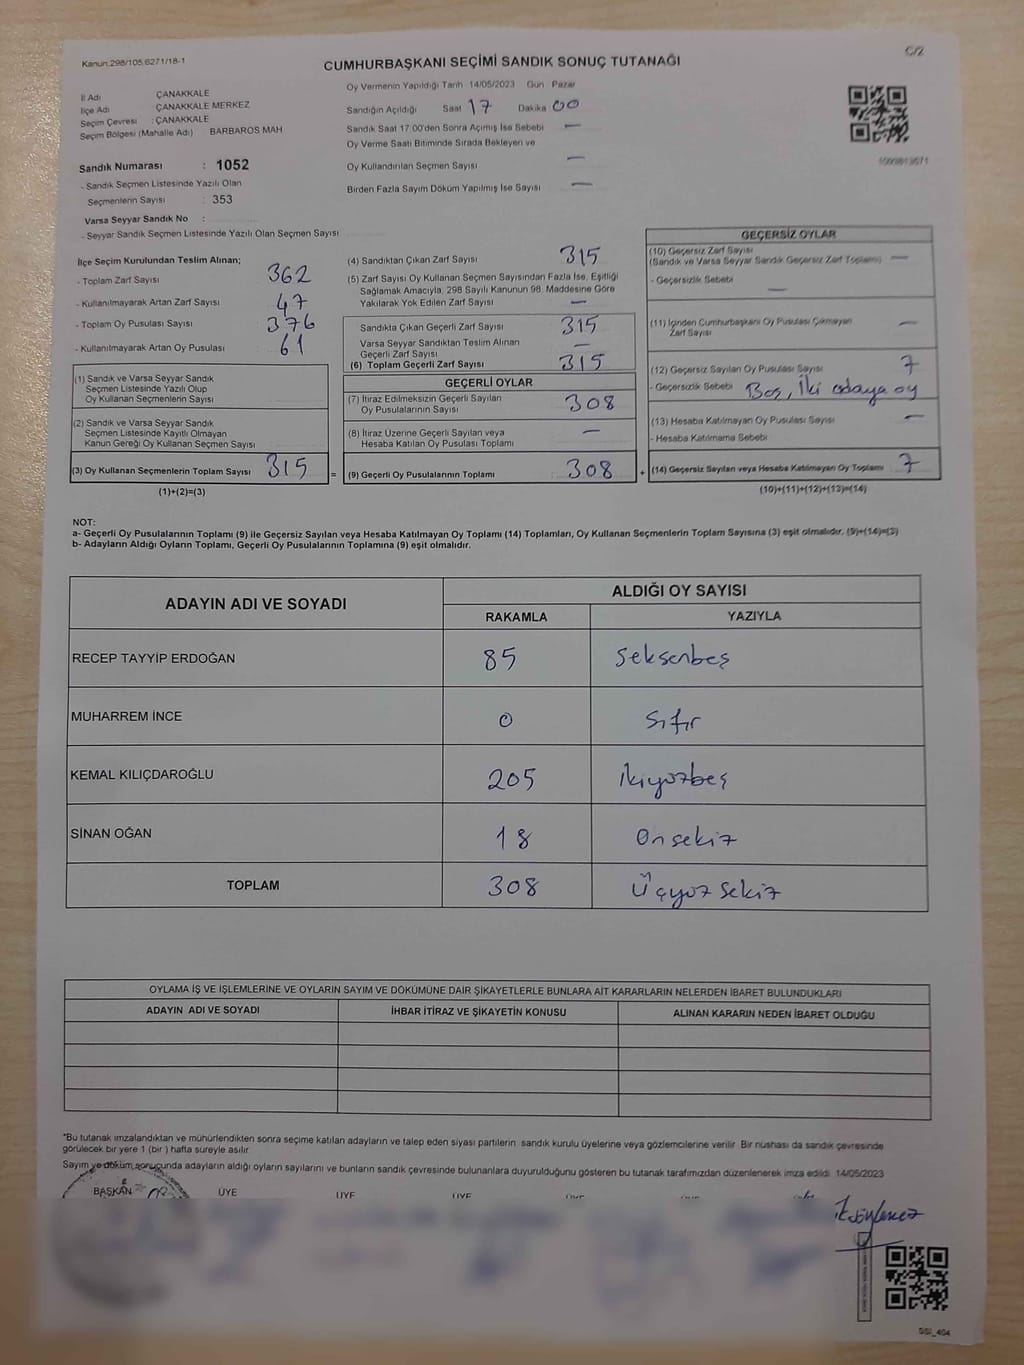 Kanun:298/105,6271/18-1
C/2
CUMHURBAŞKANI SEÇİMİ SANDIK SONUÇ TUTANAĞI
İl Adı ÇANAKKALE
İlçe Adı ÇANAKKALE MERKEZ
Seçim Çevresi : ÇANAKKALE
Seçim Bölgesi (Mahalle Adı) BARBAROS MAH
Oy Vermenin Yapıldığı Tarih 14/05/2023 Gün Pazar
Sandığın Açıldığı Saat 17 Dakika 00
Sandık Saat 17:00'den Sonra Açımış İse Sebebi —
Oy Verme Saati Bitiminde Sırada Bekleyen ve
Oy Kullandırılan Seçmen Sayısı —
Birden Fazla Sayım Döküm Yapılmış İse Sayısı —
Sandık Numarası : 1052
- Sandık Seçmen Listesinde Yazılı Olan
Seçmenlerin Sayısı : 353
Varsa Seyyar Sandık No :
- Seyyar Sandık Seçmen Listesinde Yazılı Olan Seçmen Sayısı
İlçe Seçim Kurulundan Teslim Alınan;
- Toplam Zarf Sayısı 362
- Kullanılmayarak Artan Zarf Sayısı 47
- Toplam Oy Pusulası Sayısı 376
- Kullanılmayarak Artan Oy Pusulası 61
(1) Sandık ve Varsa Seyyar Sandık
Seçmen Listesinde Yazılı Olup
Oy Kullanan Seçmenlerin Sayısı
(2) Sandık ve Varsa Seyyar Sandık
Seçmen Listesinde Kayıtlı Olmayan
Kanun Gereği Oy Kullanan Seçmen Sayısı
(3) Oy Kullanan Seçmenlerin Toplam Sayısı 315 =
(1)+(2)=(3)
(4) Sandıktan Çıkan Zarf Sayısı 315
(5) Zarf Sayısı Oy Kullanan Seçmen Sayısından Fazla İse, Eşitliği
Sağlamak Amacıyla, 298 Sayılı Kanunun 98. Maddesine Göre
Yakılarak Yok Edilen Zarf Sayısı —
Sandıkta Çıkan Geçerli Zarf Sayısı 315
Varsa Seyyar Sandıktan Teslim Alınan
Geçerli Zarf Sayısı —
(6) Toplam Geçerli Zarf Sayısı 315
GEÇERLİ OYLAR
(7) İtiraz Edilmeksizin Geçerli Sayılan
Oy Pusulalarının Sayısı 308
(8) İtiraz Üzerine Geçerli Sayılan veya
Hesaba Katılan Oy Pusulası Toplamı —
(9) Geçerli Oy Pusulalarının Toplamı 308 +
GEÇERSİZ OYLAR
(10) Geçersiz Zarf Sayısı
(Sandık ve Varsa Seyyar Sandık Geçersiz Zarf Toplamı) —
- Geçersizlik Sebebi —
(11) İçinden Cumhurbaşkanı Oy Pusulası Çıkmayan
Zarf Sayısı —
(12) Geçersiz Sayılan Oy Pusulası Sayısı 7
- Geçersizlik Sebebi Boş, İki adaya oy
(13) Hesaba Katılmayan Oy Pusulası Sayısı —
- Hesaba Katılmama Sebebi
(14) Geçersiz Sayılan veya Hesaba Katılmayan Oy Toplamı 7
(10)+(11)+(12)+(13)=(14)
NOT:
a- Geçerli Oy Pusulalarının Toplamı (9) ile Geçersiz Sayılan veya Hesaba Katılmayan Oy Toplamı (14) Toplamları, Oy Kullanan Seçmenlerin Toplam Sayısına (3) eşit olmalıdır. (9)+(14)=(3)
b- Adayların Aldığı Oyların Toplamı, Geçerli Oy Pusulalarının Toplamına (9) eşit olmalıdır.
ADAYIN ADI VE SOYADI ALDIĞI OY SAYISI
RAKAMLA YAZIYLA
RECEP TAYYİP ERDOĞAN 85 Seksenbeş
MUHARREM İNCE 0 Sıfır
KEMAL KILIÇDAROĞLU 205 İkiyüzbeş
SİNAN OĞAN 18 Onsekiz
TOPLAM 308 Üçyüz sekiz
OYLAMA İŞ VE İŞLEMLERİNE VE OYLARIN SAYIM VE DÖKÜMÜNE DAİR ŞİKAYETLERLE BUNLARA AİT KARARLARIN NELERDEN İBARET BULUNDUKLARI
ADAYIN ADI VE SOYADI İHBAR İTİRAZ VE ŞİKAYETİN KONUSU ALINAN KARARIN NEDEN İBARET OLDUĞU
"Bu tutanak imzalandıktan ve mühürlendikten sonra seçime katılan adayların ve talep eden siyasi partilerin sandık kurulu üyelerine veya gözlemcilerine verilir. Bir nüshası da sandık çevresinde
görülecek bir yere 1 (bir) hafta süreyle asılır.
Sayım ve döküm sonucunda adayların aldığı oyların sayılarını ve bunların sandık çevresinde bulunanlara duyurulduğunu gösteren bu tutanak tarafımızdan düzenlenerek imza edildi. 14/05/2023
BAŞKAN ÜYE ÜYE ÜYE
SSI_404